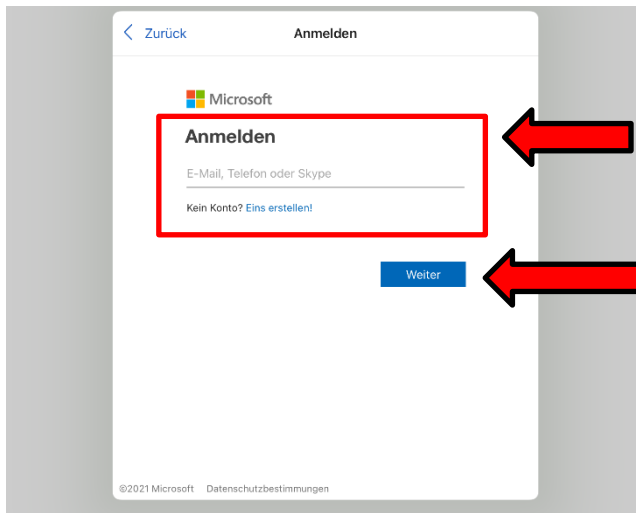 Zurück Anmelden
Microsoft
Anmelden
E-Mail, Telefon oder Skype
Kein Konto? Eins erstellen!
Weiter
©2021 Microsoft Datenschutzbestimmungen